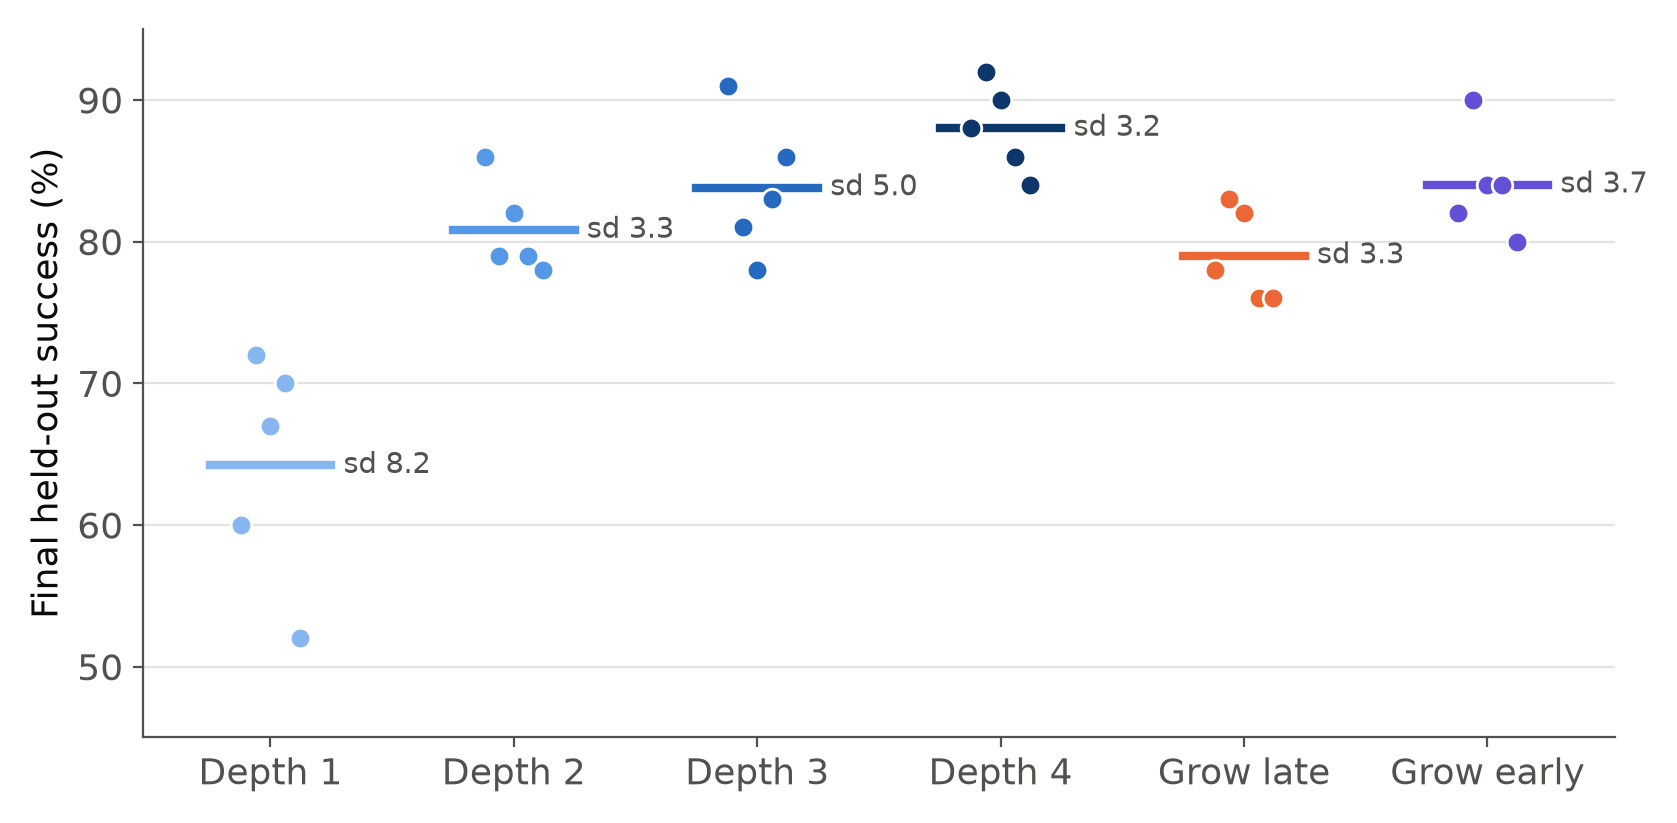 Final held-out success (%)
90
80
70
60
50
sd 8.2
sd 3.3
sd 5.0
sd 3.2
sd 3.3
sd 3.7
Depth 1
Depth 2
Depth 3
Depth 4
Grow late
Grow early